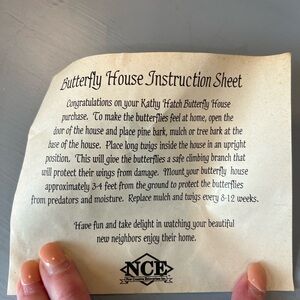 Butterfly House Instruction Sheet
Congratulations on your Kathy Hatch Butterfly House
purchase. To make the butterflies feel at home, open the
door of the house and place pine bark, mulch or tree bark at the
base of the house. Place long twigs inside the house in an upright
position. This will give the butterflies a safe climbing branch that
will protect their wings from damage. Mount your butterfly house
approximately 3-4 feet from the ground to protect the butterflies
from predators and moisture. Replace mulch and twigs every 8-12 weeks.
Have fun and take delight in watching your beautiful
new neighbors enjoy their home.
NCE